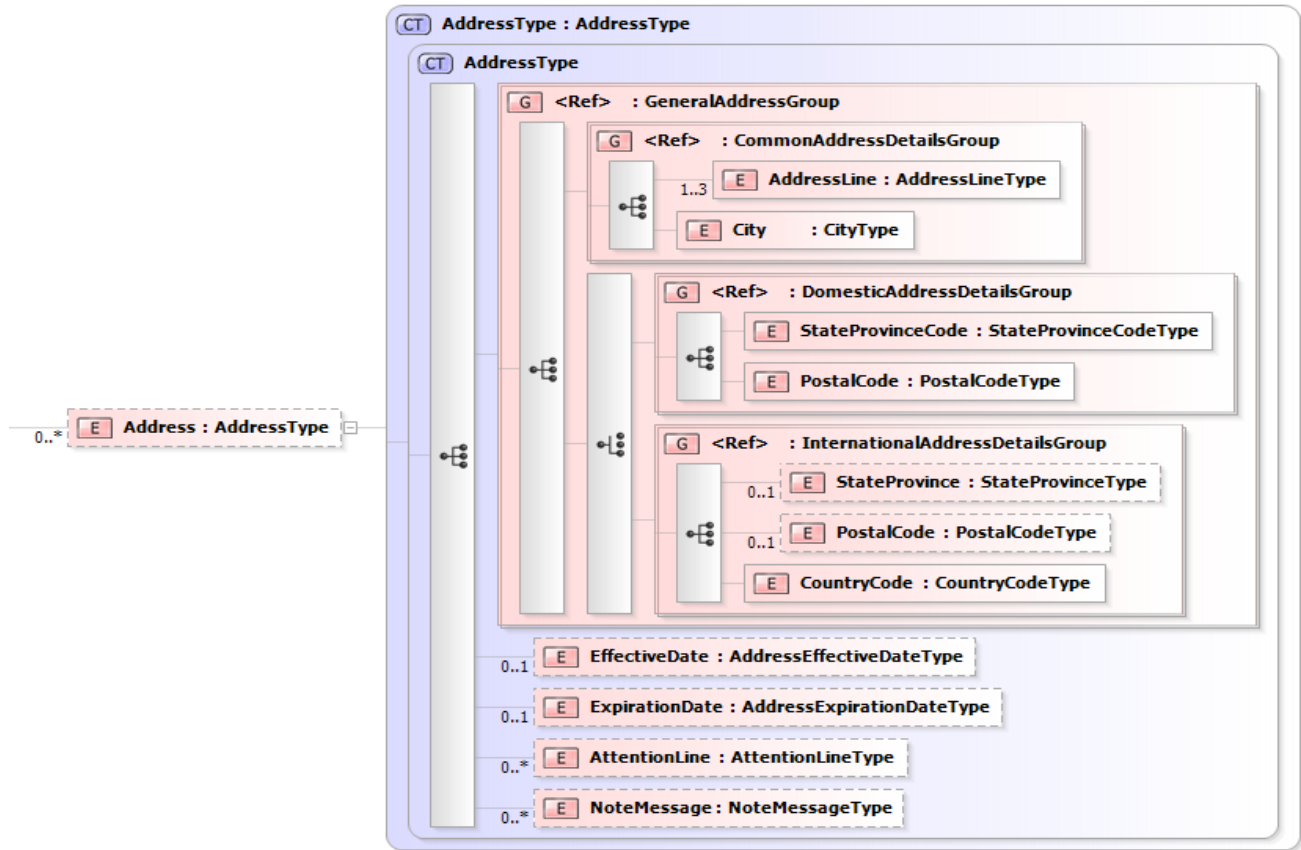 CT AddressType : AddressType
CT AddressType
G <Ref> : GeneralAddressGroup
G <Ref> : CommonAddressDetailsGroup
1..3 E AddressLine : AddressLineType
E City : CityType
G <Ref> : DomesticAddressDetailsGroup
E StateProvinceCode : StateProvinceCodeType
E PostalCode : PostalCodeType
0..* E Address : AddressType
G <Ref> : InternationalAddressDetailsGroup
0..1 E StateProvince : StateProvinceType
0..1 E PostalCode : PostalCodeType
E CountryCode : CountryCodeType
0..1 E EffectiveDate : AddressEffectiveDateType
0..1 E ExpirationDate : AddressExpirationDateType
0..* E AttentionLine : AttentionLineType
0..* E NoteMessage : NoteMessageType